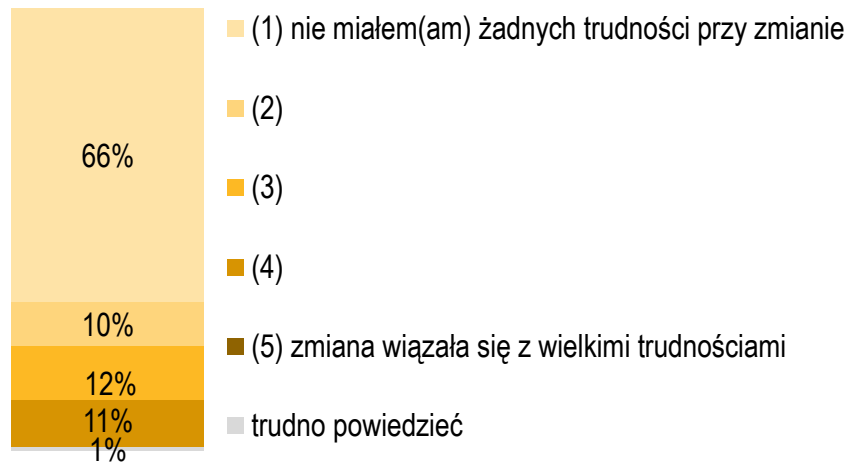 (1) nie miałem(am) żadnych trudności przy zmianie
(2)
66%
(3)
(4)
10%
(5) zmiana wiązała się z wielkimi trudnościami
12%
11%
trudno powiedzieć
1%